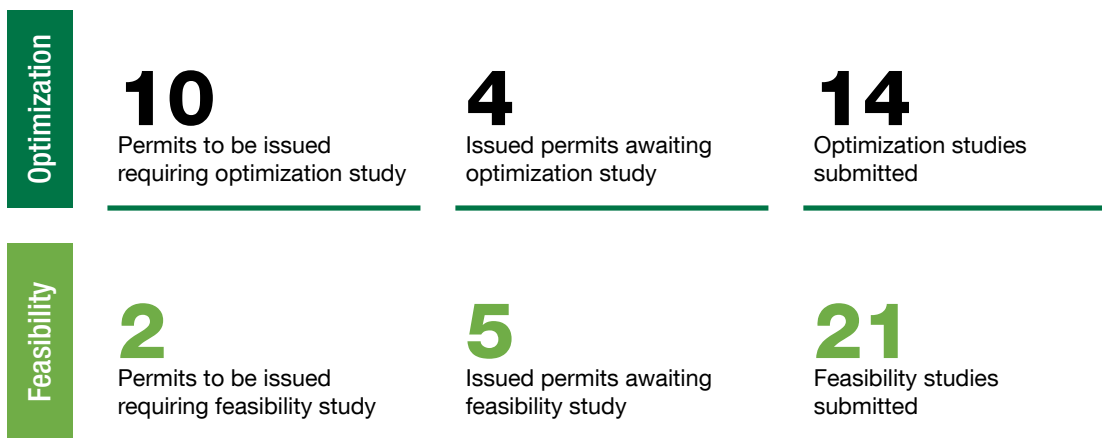 Optimization
10
Permits to be issued
requiring optimization study
4
Issued permits awaiting
optimization study
14
Optimization studies
submitted
Feasibility
2
Permits to be issued
requiring feasibility study
5
Issued permits awaiting
feasibility study
21
Feasibility studies
submitted